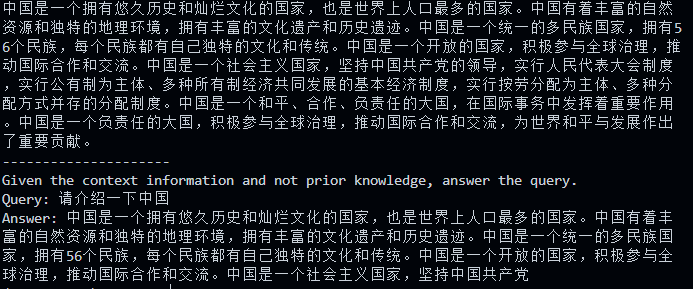 中国是一个拥有悠久历史和灿烂文化的国家，也是世界上人口最多的国家。中国有着丰富的自然
资源和独特的地理环境，拥有丰富的文化遗产和历史遗迹。中国是一个统一的多民族国家，拥有5
6个民族，每个民族都有自己独特的文化和传统。中国是一个开放的国家，积极参与全球治理，推
动国际合作和交流。中国是一个社会主义国家，坚持中国共产党的领导，实行人民代表大会制度
，实行公有制为主体、多种所有制经济共同发展的基本经济制度，实行按劳分配为主体、多种分
配方式并存的分配制度。中国是一个和平、合作、负责任的大国，在国际事务中发挥着重要作用
。中国是一个负责任的大国，积极参与全球治理，推动国际合作和交流，为世界和平与发展作出
了重要贡献。
---------------------
Given the context information and not prior knowledge, answer the query.
Query: 请介绍一下中国
Answer: 中国是一个拥有悠久历史和灿烂文化的国家，也是世界上人口最多的国家。中国有着丰
富的自然资源和独特的地理环境，拥有丰富的文化遗产和历史遗迹。中国是一个统一的多民族国
家，拥有56个民族，每个民族都有自己独特的文化和传统。中国是一个开放的国家，积极参与全
球治理，推动国际合作和交流。中国是一个社会主义国家，坚持中国共产党